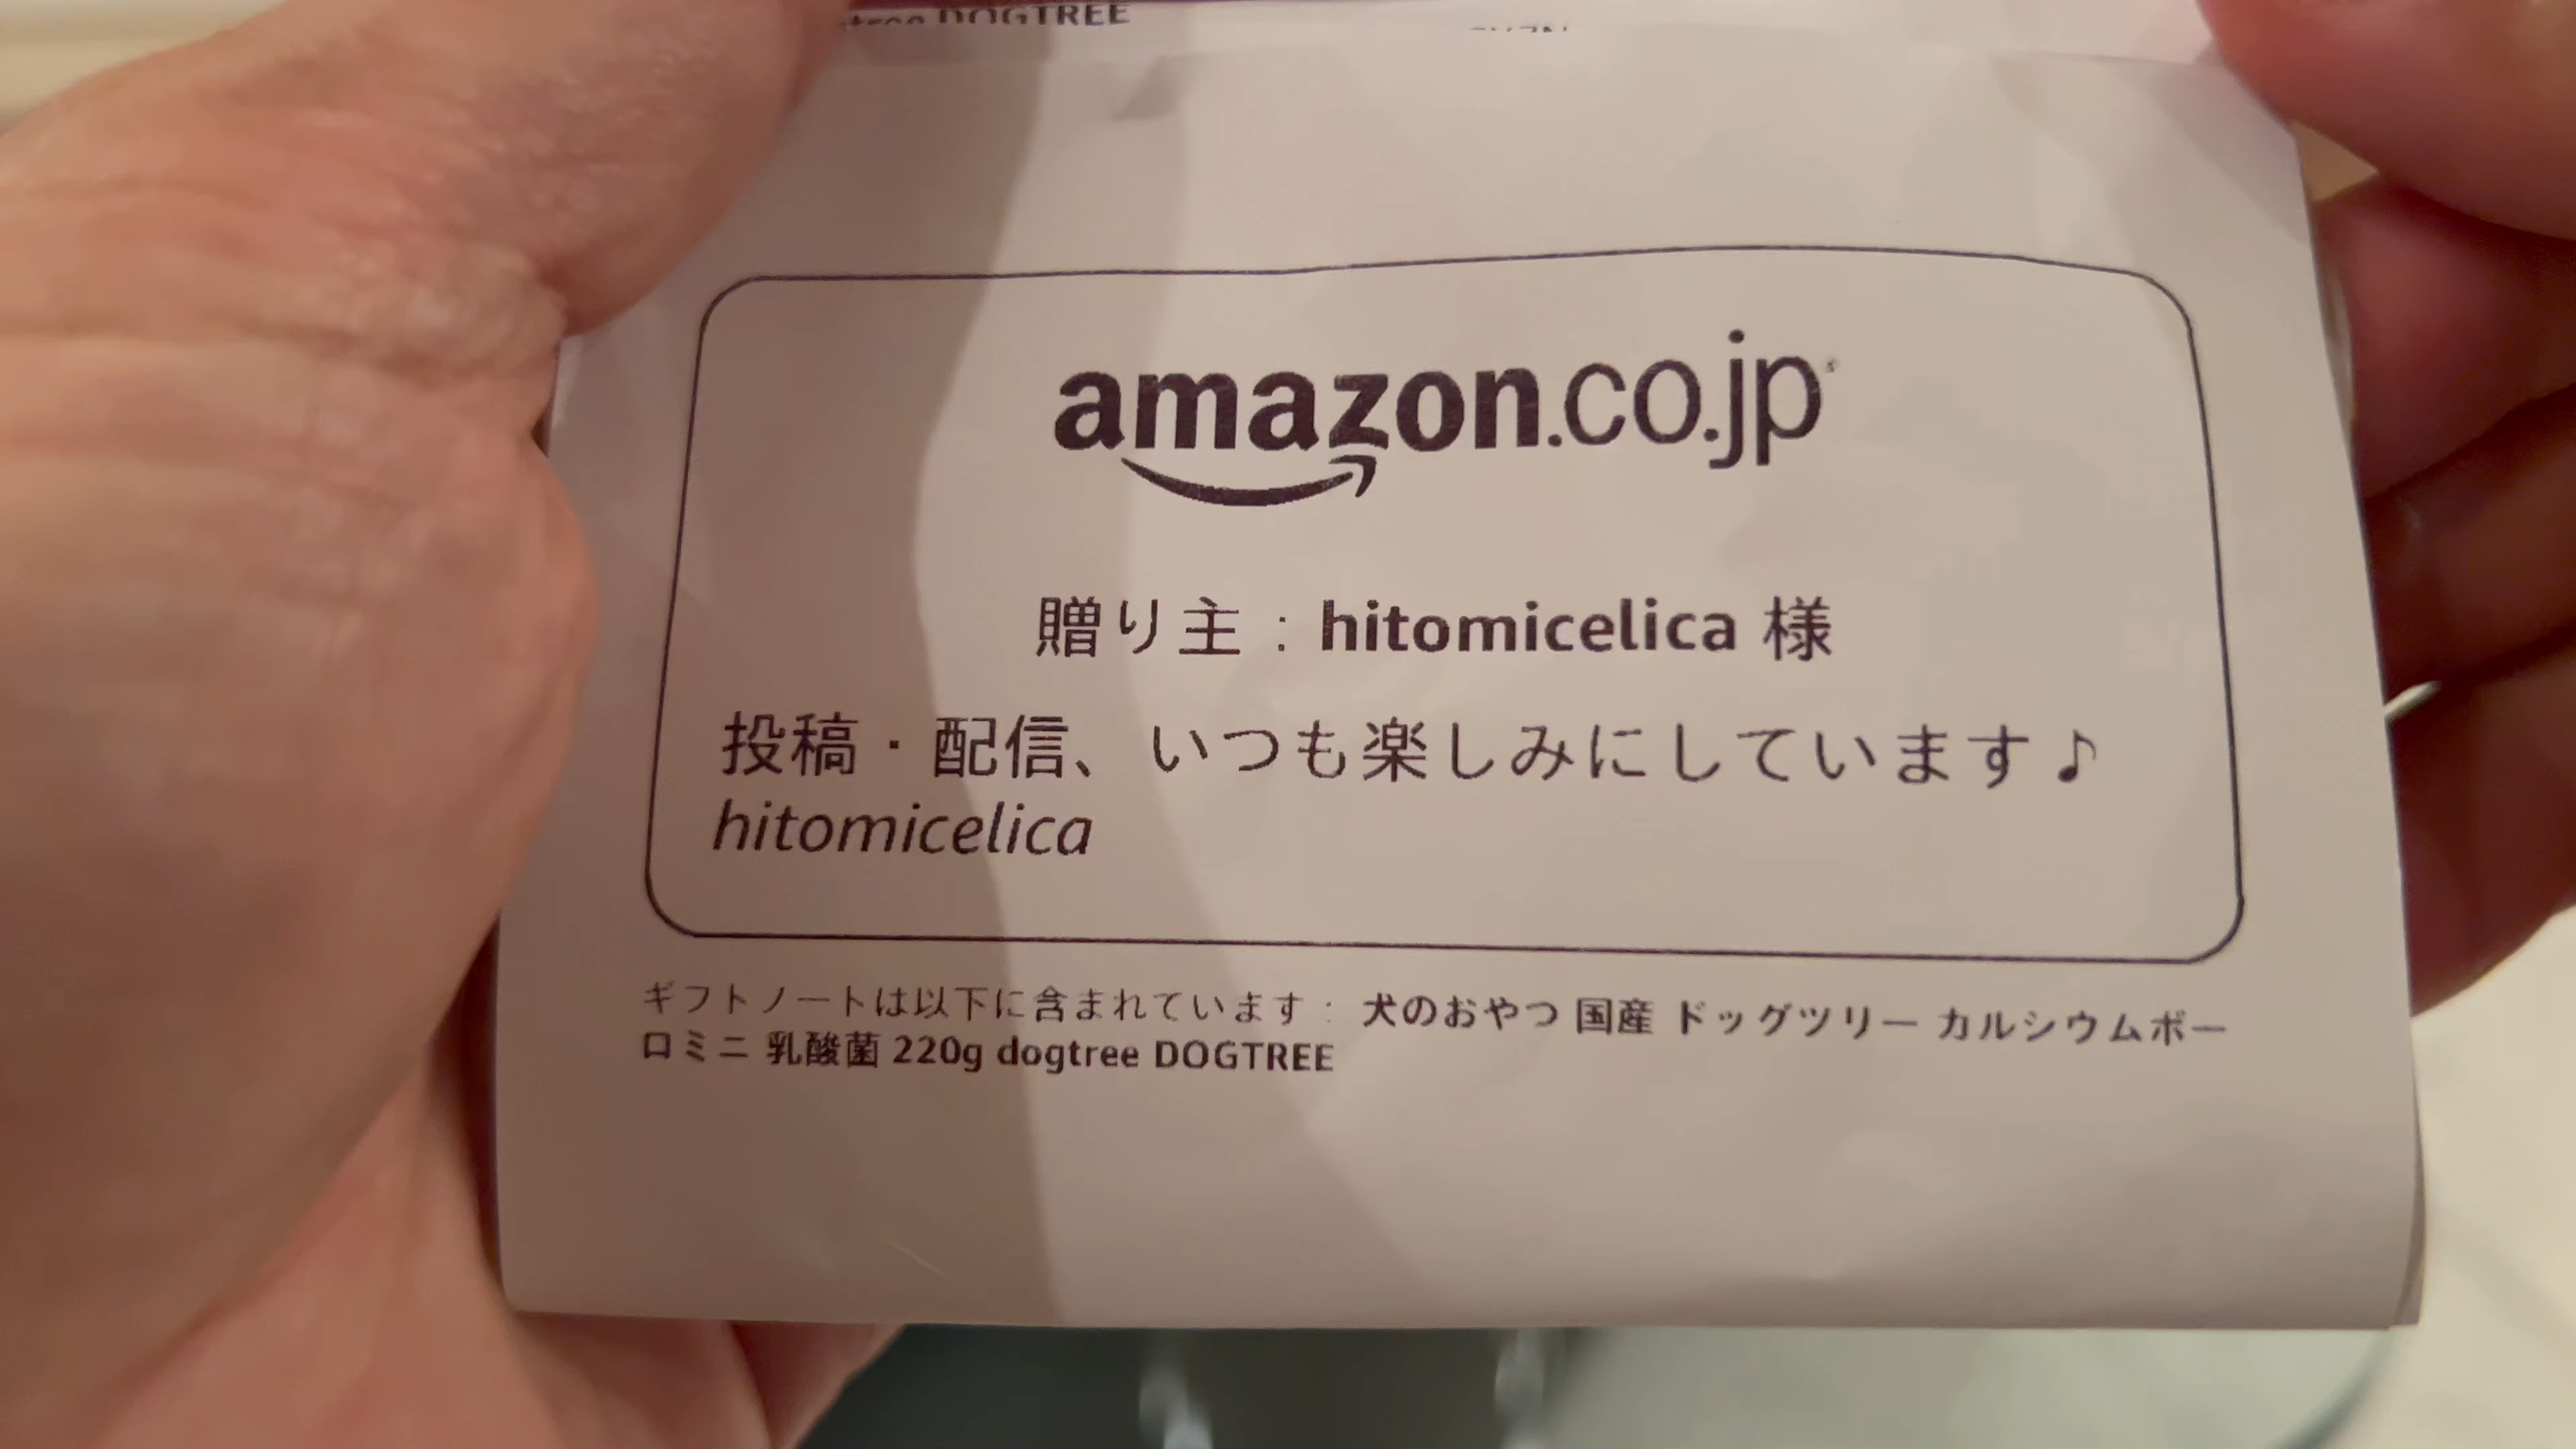 DOGTREE
amazon.co.jp
贈り主：hitomicelica 様
投稿・配信、いつも楽しみにしています♪
hitomicelica
ギフトノートは以下に含まれています： 犬のおやつ 国産 ドッグツリー カルシウムボー
ロミニ 乳酸菌 220g dogtree DOGTREE